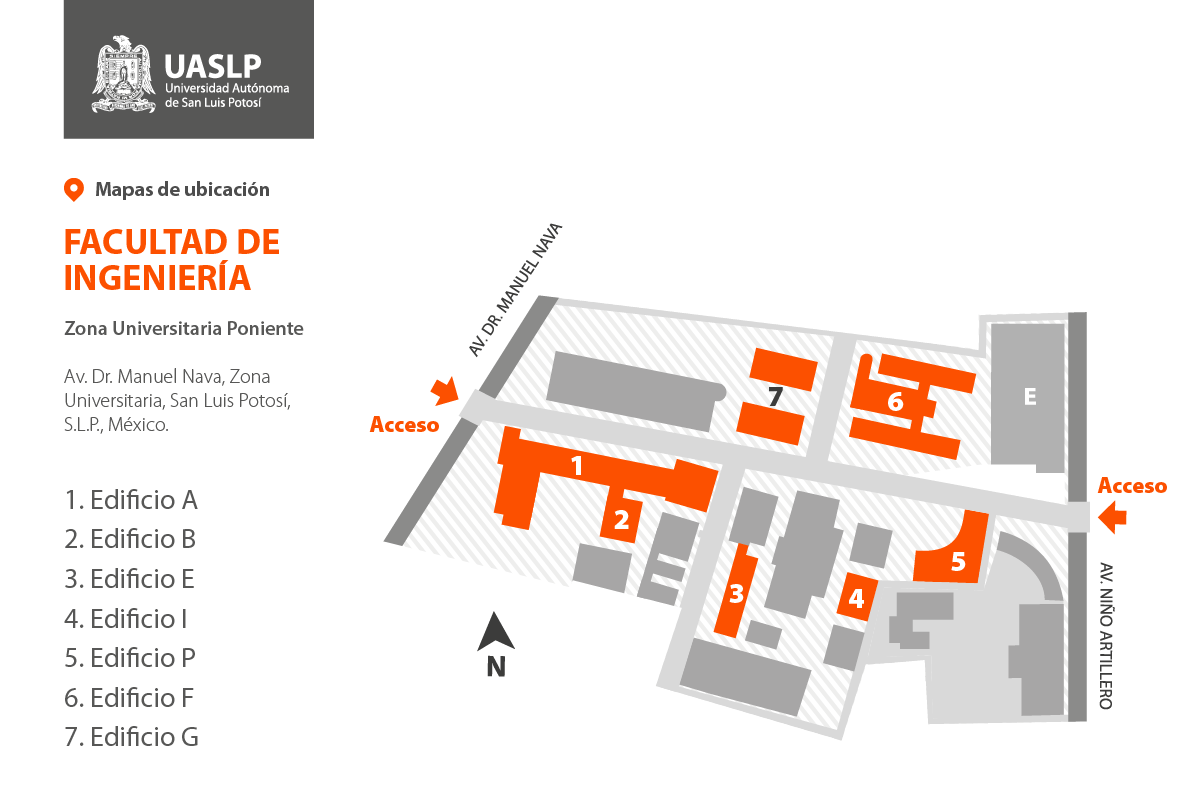 UASLP
Universidad Autónoma
de San Luis Potosí
Mapas de ubicación
FACULTAD DE
INGENIERÍA
Zona Universitaria Poniente
Av. Dr. Manuel Nava, Zona
Universitaria, San Luis Potosí,
S.L.P., México.
1. Edificio A
2. Edificio B
3. Edificio E
4. Edificio I
5. Edificio P
6. Edificio F
7. Edificio G
AV. DR. MANUEL NAVA
Acceso
7
6
E
1
2
Acceso
5
3
4
N
AV. NIÑO ARTILLERO